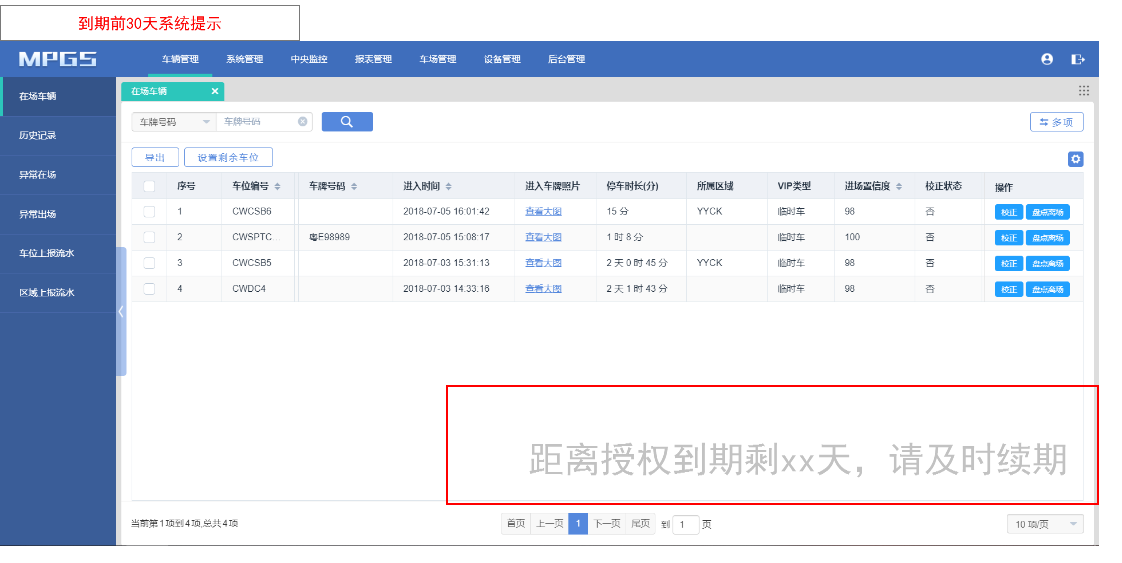 到期前30天系统提示
MPGS 车辆管理 系统管理 中央监控 报表管理 车场管理 设备管理 后台管理
在场车辆
历史记录
异常在场
异常出场
车位上报流水
区域上报流水
在场车辆
车牌号码 车牌号码 多项
导出 设置剩余车位
序号 车位编号 车牌号码 进入时间 进入车牌照片 停车时长(分) 所属区域 VIP类型 进场置信度 校正状态 操作
1 CWCSB6 2018-07-05 16:01:42 查看大图 15 分 YYCK 临时车 98 否 校正 盘点离场
2 CWSPTC... 粤E98989 2018-07-05 15:08:17 查看大图 1 时 8 分 临时车 100 否 校正 盘点离场
3 CWCSB5 2018-07-03 15:31:13 查看大图 2 天 0 时 45 分 YYCK 临时车 98 否 校正 盘点离场
4 CWDC4 2018-07-03 14:33:16 查看大图 2 天 1 时 43 分 临时车 98 否 校正 盘点离场
距离授权到期剩xx天，请及时续期
当前第1项到4项,总共4项 首页 上一页 1 下一页 尾页 到 1 页 10 项/页